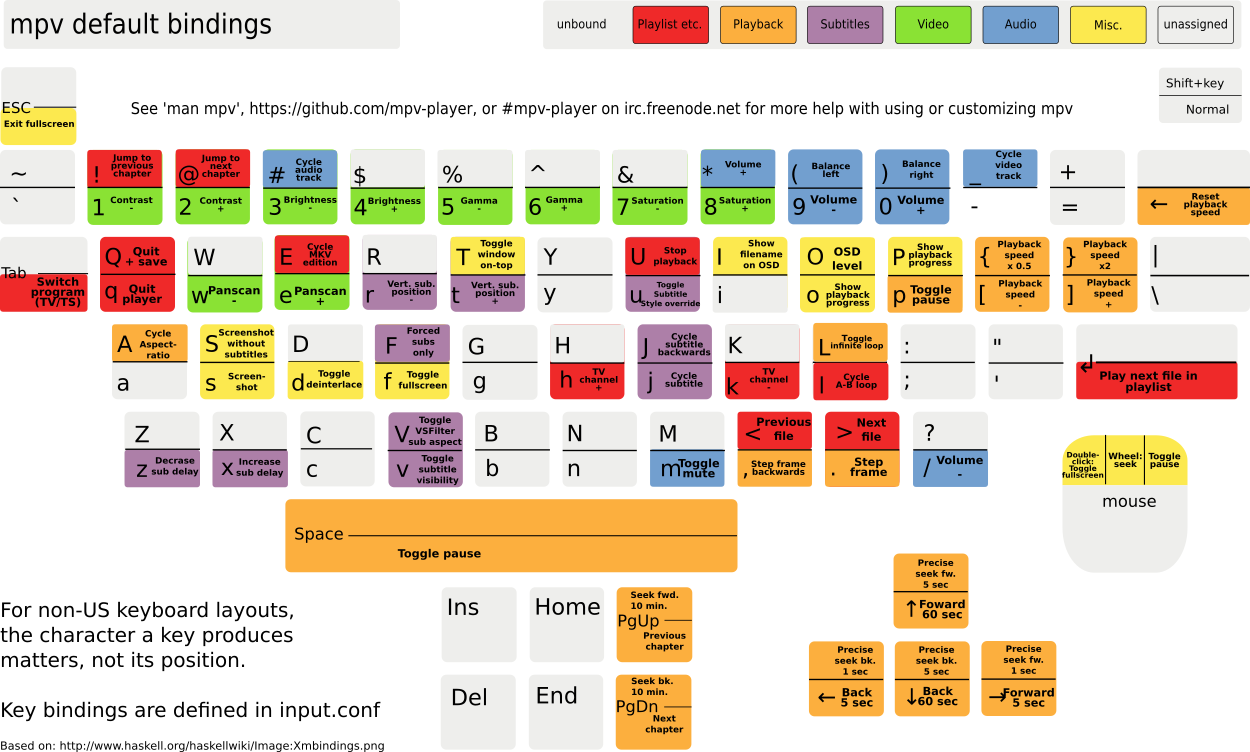 mpv default bindings
unbound
Playlist etc.
Playback
Subtitles
Video
Audio
Misc.
unassigned
ESC
Exit fullscreen
See 'man mpv', https://github.com/mpv-player, or #mpv-player on irc.freenode.net for more help with using or customizing mpv
Shift+key
Normal
~
`
! Jump to
previous
chapter
1 Contrast
-
@ Jump to
next
chapter
2 Contrast
+
# Cycle
audio
track
3 Brightness
-
$
4 Brightness
+
%
5 Gamma
-
^
6 Gamma
+
&
7 Saturation
-
* Volume
+
8 Saturation
+
( Balance
left
9 Volume
-
) Balance
right
0 Volume
+
_ Cycle
video
track
-
+
=
← Reset
playback
speed
Tab
Switch
program
(TV/TS)
Q Quit
+ save
q Quit
player
W
w Panscan
-
E Cycle
MKV
edition
e Panscan
+
R
r Vert. sub.
position
-
T Toggle
window
on-top
t Vert. sub.
position
+
Y
y
U Stop
playback
u Toggle
Subtitle
Style override
I Show
filename
on OSD
i
O OSD
level
o Show
playback
progress
P Show
playback
progress
p Toggle
pause
{ Playback
speed
x 0.5
[ Playback
speed
-
} Playback
speed
x2
] Playback
speed
+
|
\
A Cycle
Aspect-
ratio
a
S Screenshot
without
subtitles
s Screen-
shot
D
d Toggle
deinterlace
F Forced
subs
only
f Toggle
fullscreen
G
g
H
h TV
channel
+
J Cycle
subtitle
backwards
j Cycle
subtitle
K
k TV
channel
-
L Toggle
infinite loop
l Cycle
A-B loop
:
;
"
'
↲
Play next file in
playlist
Z
z Decrase
sub delay
X
x Increase
sub delay
C
c
V Toggle
VSFilter
sub aspect
v Toggle
subtitle
visibility
B
b
N
n
M
m Toggle
mute
< Previous
file
, Step frame
backwards
> Next
file
. Step
frame
?
/ Volume
-
Double-
click:
Toggle
fullscreen
Wheel:
seek
Toggle
pause
mouse
Space
Toggle pause
For non-US keyboard layouts,
the character a key produces
matters, not its position.
Key bindings are defined in input.conf
Based on: http://www.haskell.org/haskellwiki/Image:Xmbindings.png
Ins
Home
Seek fwd.
10 min.
PgUp
Previous
chapter
Del
End
Seek bk.
10 min.
PgDn
Next
chapter
Precise
seek fw.
5 sec
↑ Foward
60 sec
Precise
seek bk.
1 sec
← Back
5 sec
Precise
seek bk.
5 sec
↓ Back
60 sec
Precise
seek fw.
1 sec
→ Forward
5 sec